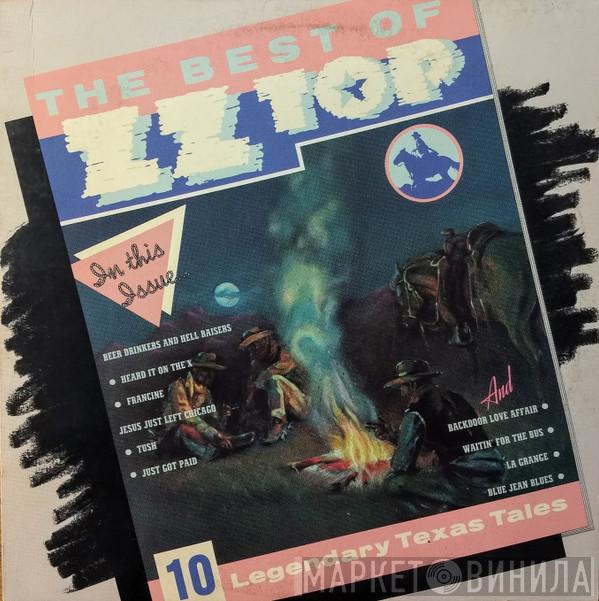 THE BEST OF
ZZ TOP
In this
Issue...
BEER DRINKERS AND HELL RAISERS
• HEARD IT ON THE X
• FRANCINE
JESUS JUST LEFT CHICAGO
• TUSH
• JUST GOT PAID
And
BACKDOOR LOVE AFFAIR •
WAITIN' FOR THE BUS •
LA GRANGE •
BLUE JEAN BLUES •
10 Legendary Texas Tales
МАРКЕТ ВИНИЛА